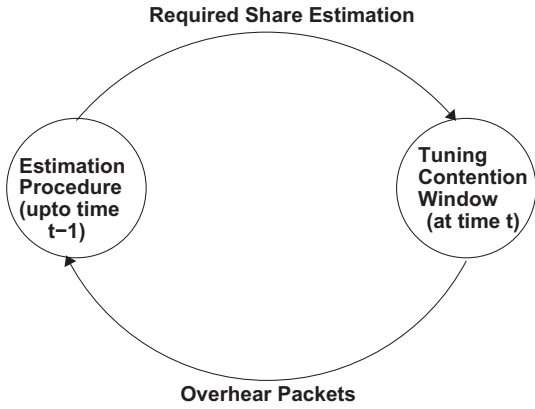 Required Share Estimation
Estimation
Procedure
(upto time
t−1)
Tuning
Contention
Window
(at time t)
Overhear Packets